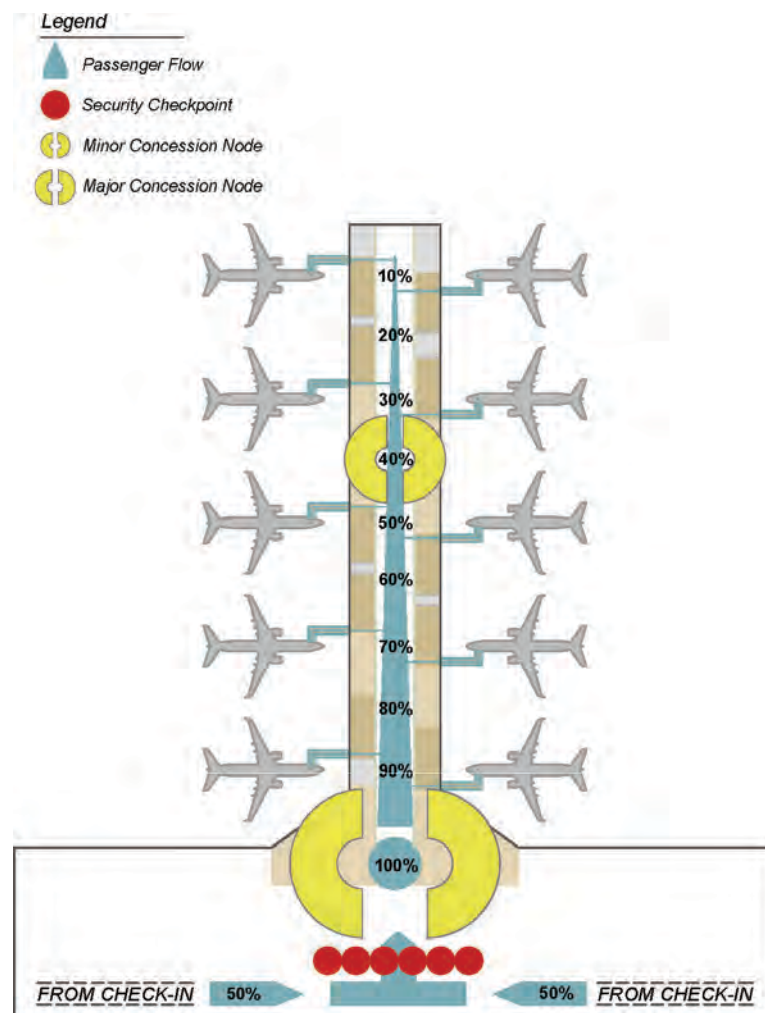 Legend
Passenger Flow
Security Checkpoint
Minor Concession Node
Major Concession Node
10%
20%
30%
40%
50%
60%
70%
80%
90%
100%
FROM CHECK-IN 50% 50% FROM CHECK-IN